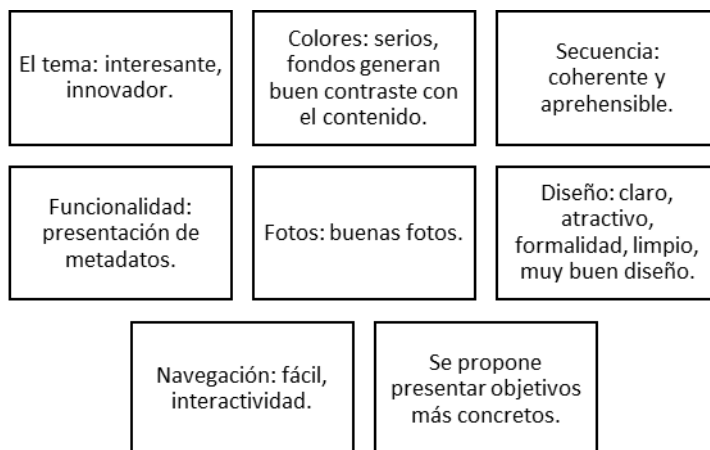 El tema: interesante,
innovador.
Colores: serios,
fondos generan
buen contraste con
el contenido.
Secuencia:
coherente y
aprehensible.
Funcionalidad:
presentación de
metadatos.
Fotos: buenas fotos.
Diseño: claro,
atractivo,
formalidad, limpio,
muy buen diseño.
Navegación: fácil,
interactividad.
Se propone
presentar objetivos
más concretos.